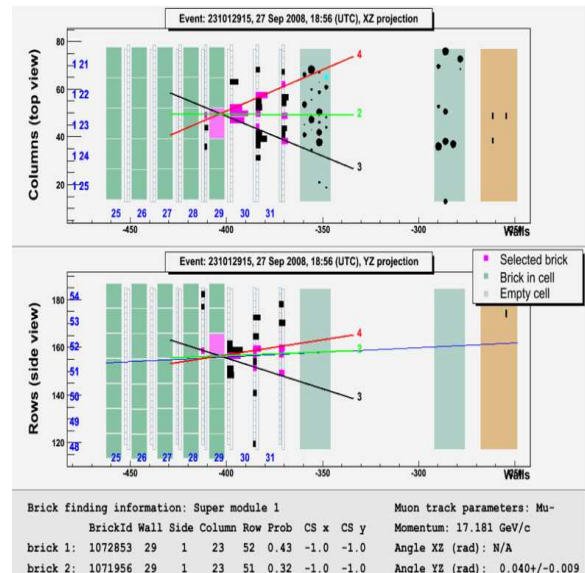 Event: 231012915, 27 Sep 2008, 18:56 (UTC), XZ projection
Columns (top view)
80
60
40
20
1 21
1 22
1 23
1 24
1 25
4
2
3
25 26 27 28 29 30 31
-450 -400 -350 -300 -250
Walls
Event: 231012915, 27 Sep 2008, 18:56 (UTC), YZ projection
Selected brick
Brick in cell
Empty cell
Rows (side view)
180
160
140
120
54
53
52
51
50
49
48
4
2
3
25 26 27 28 29 30 31
-450 -400 -350 -300 -250
Walls
Brick finding information: Super module 1 Muon track parameters: Mu-
BrickId Wall Side Column Row Prob CS x CS y Momentum: 17.181 GeV/c
brick 1: 1072853 29 1 23 52 0.43 -1.0 -1.0 Angle XZ (rad): N/A
brick 2: 1071956 29 1 23 51 0.32 -1.0 -1.0 Angle YZ (rad): 0.040+/-0.009